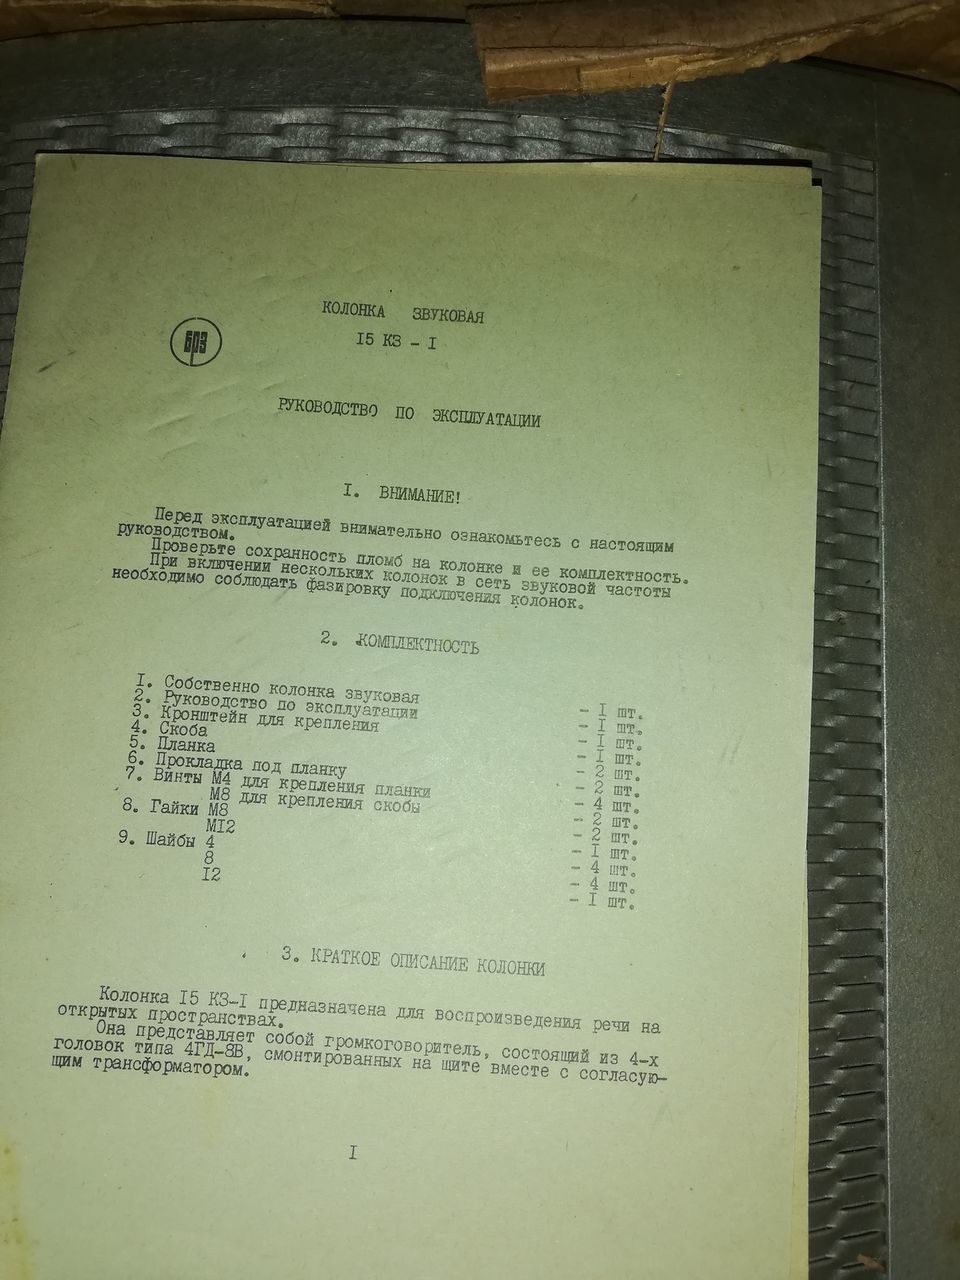 БРЗ
КОЛОНКА ЗВУКОВАЯ
I5 КЗ - I
РУКОВОДСТВО ПО ЭКСПЛУАТАЦИИ
I. ВНИМАНИЕ!
Перед эксплуатацией внимательно ознакомьтесь с настоящим
руководством.
Проверьте сохранность пломб на колонке и ее комплектность.
При включении нескольких колонок в сеть звуковой частоты
необходимо соблюдать фазировку подключения колонок.
2. КОМПЛЕКТНОСТЬ
I. Собственно колонка звуковая - I шт.
2. Руководство по эксплуатации - I шт.
3. Кронштейн для крепления - I шт.
4. Скоба - I шт.
5. Планка - 2 шт.
6. Прокладка под планку - 2 шт.
7. Винты М4 для крепления планки - 4 шт.
М8 для крепления скобы - 2 шт.
8. Гайки М8 - 2 шт.
МI2 - I шт.
9. Шайбы 4 - 4 шт.
8 - 4 шт.
I2 - I шт.
3. КРАТКОЕ ОПИСАНИЕ КОЛОНКИ
Колонка I5 КЗ-I предназначена для воспроизведения речи на
открытых пространствах.
Она представляет собой громкоговоритель, состоящий из 4-х
головок типа 4ГД-8В, смонтированных на щите вместе с согласую-
щим трансформатором.
I